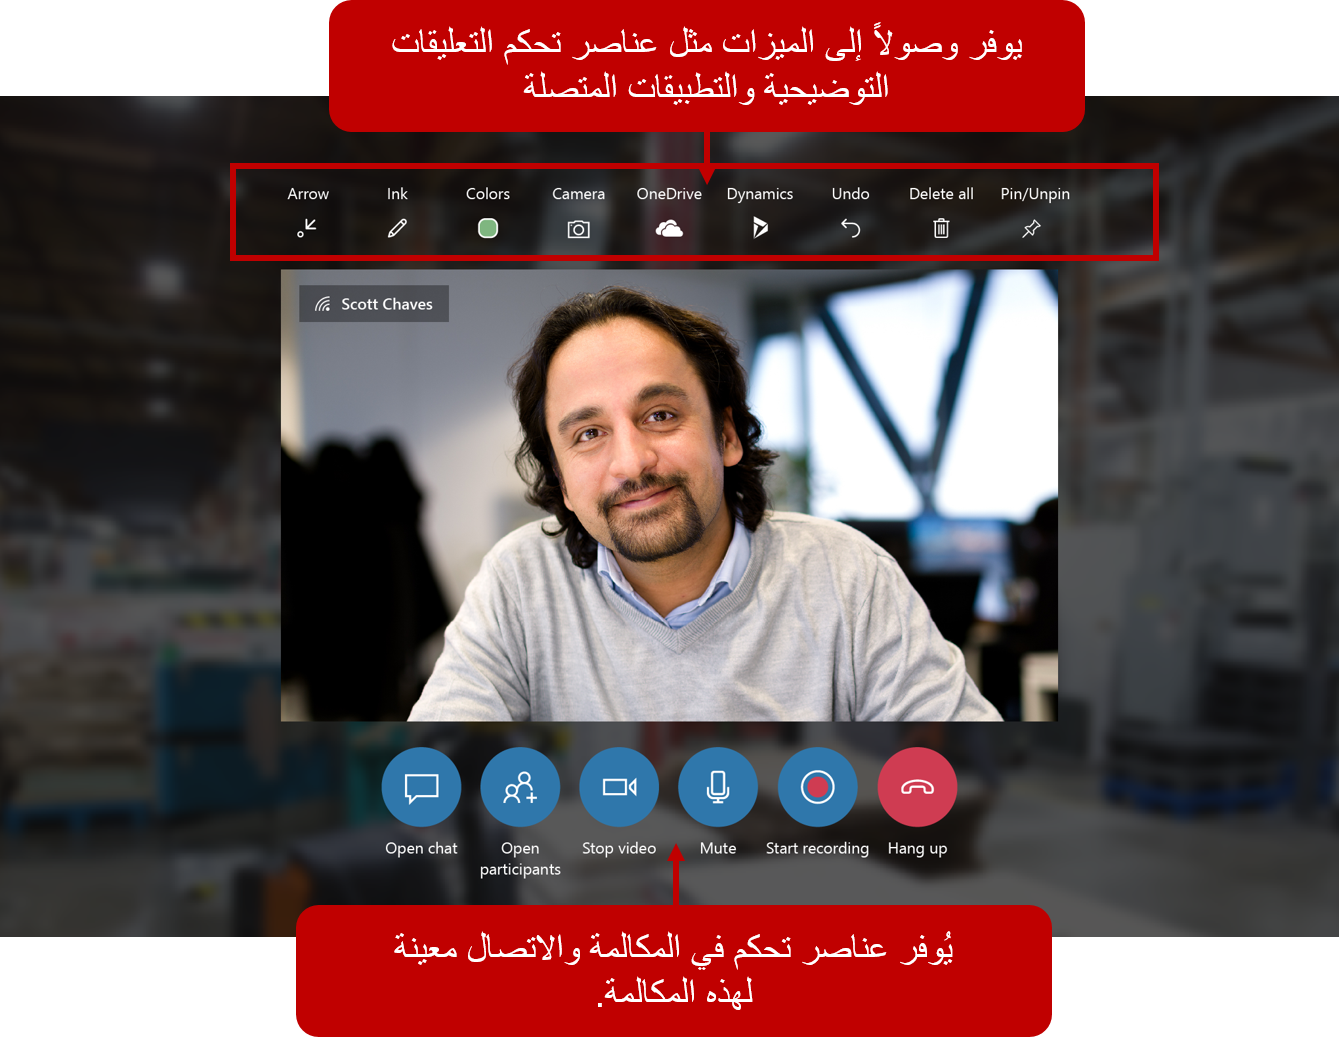 يوفر وصولاً إلى الميزات مثل عناصر تحكم التعليقات
التوضيحية والتطبيقات المتصلة
Arrow
Ink
Colors
Camera
OneDrive
Dynamics
Undo
Delete all
Pin/Unpin
Scott Chaves
Open chat
Open
participants
Stop video
Mute
Start recording
Hang up
يُوفر عناصر تحكم في المكالمة والاتصال معينة
لهذه المكالمة.